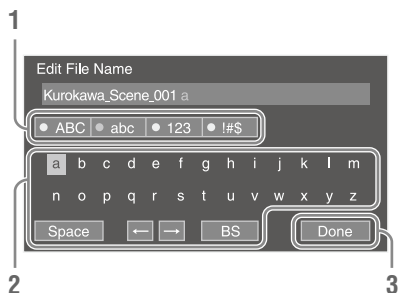 1
Edit File Name
Kurokawa_Scene_001 a
ABC abc 123 !#$
a b c d e f g h i j k l m
n o p q r s t u v w x y z
Space ← → BS Done
2 3